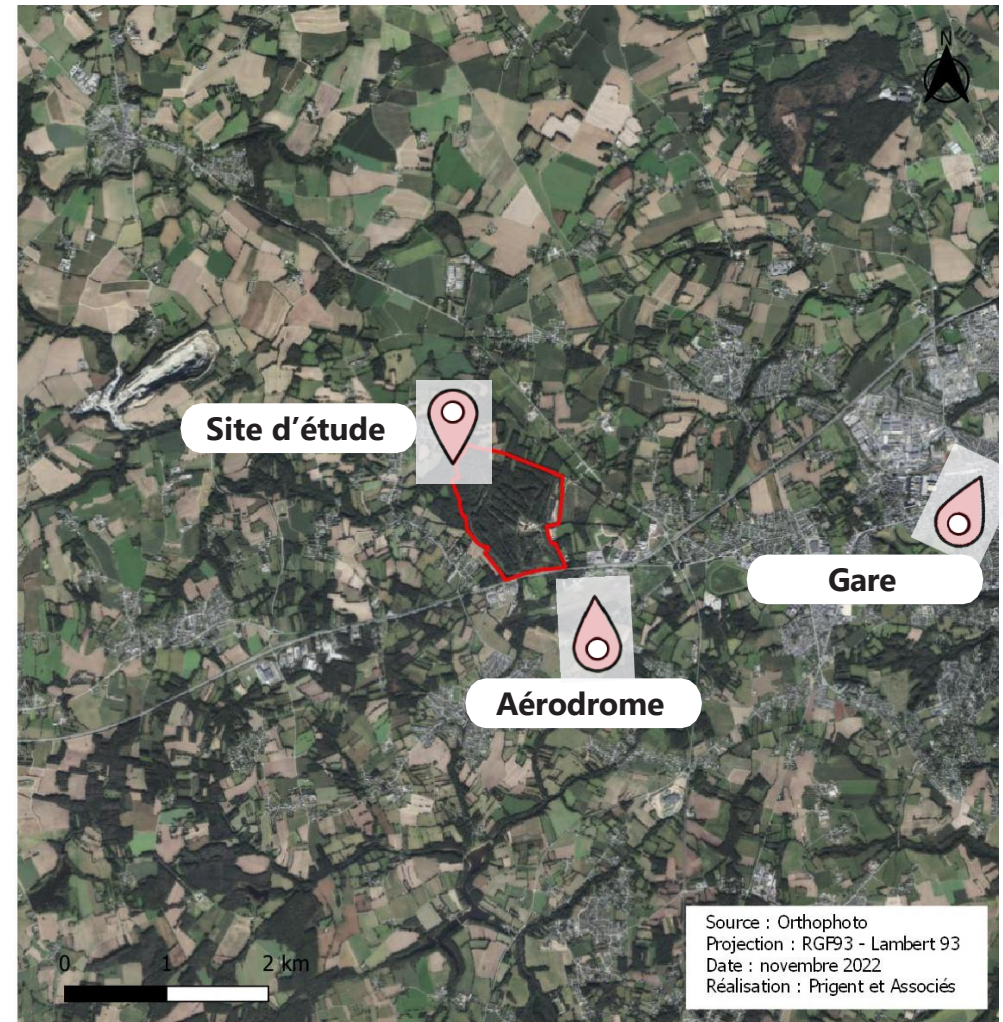 N
Site d'étude
Gare
Aérodrome
0 1 2 km
Source : Orthophoto
Projection : RGF93 - Lambert 93
Date : novembre 2022
Réalisation : Prigent et Associés